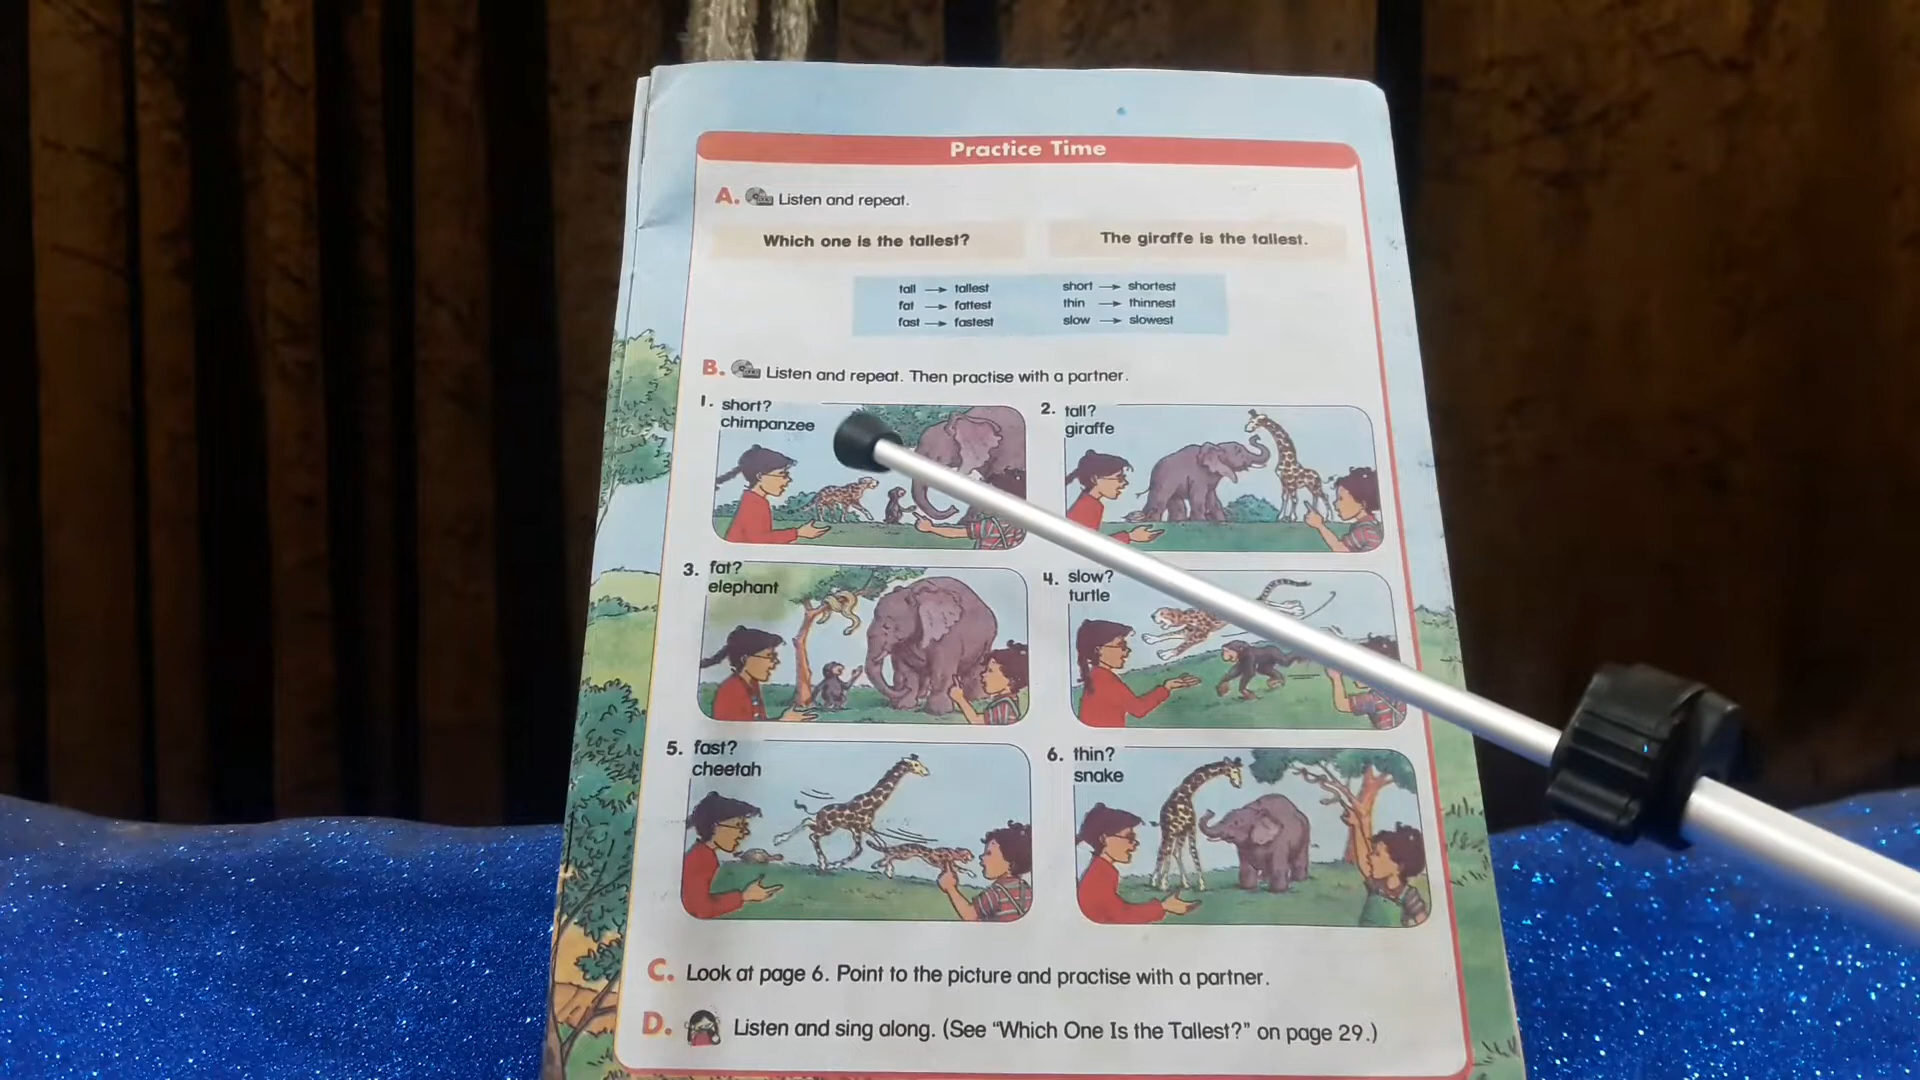 Practice Time
A. Listen and repeat.
Which one is the tallest? The giraffe is the tallest.
tall → tallest short → shortest
fat → fattest thin → thinnest
fast → fastest slow → slowest
B. Listen and repeat. Then practise with a partner.
1. short?
chimpanzee
2. tall?
giraffe
3. fat?
elephant
4. slow?
turtle
5. fast?
cheetah
6. thin?
snake
C. Look at page 6. Point to the picture and practise with a partner.
D. Listen and sing along. (See “Which One Is the Tallest?” on page 29.)